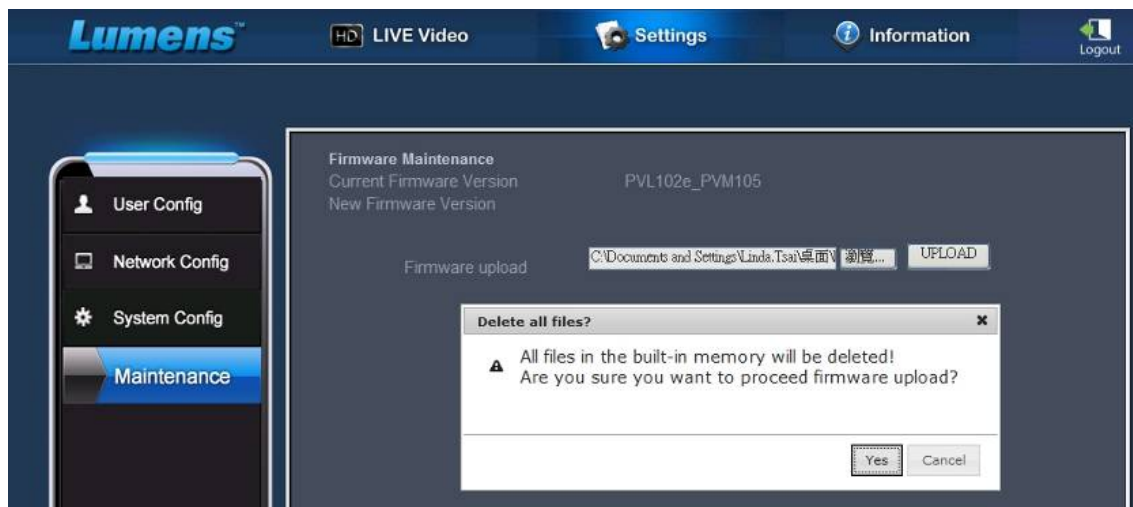 Lumens™
HD LIVE Video
Settings
Information
Logout
User Config
Network Config
System Config
Maintenance
Firmware Maintenance
Current Firmware Version PVL102e_PVM105
New Firmware Version
Firmware upload C:\Documents and Settings\Linda.Tsai\桌面\ 瀏覽... UPLOAD
Delete all files?
All files in the built-in memory will be deleted!
Are you sure you want to proceed firmware upload?
Yes Cancel